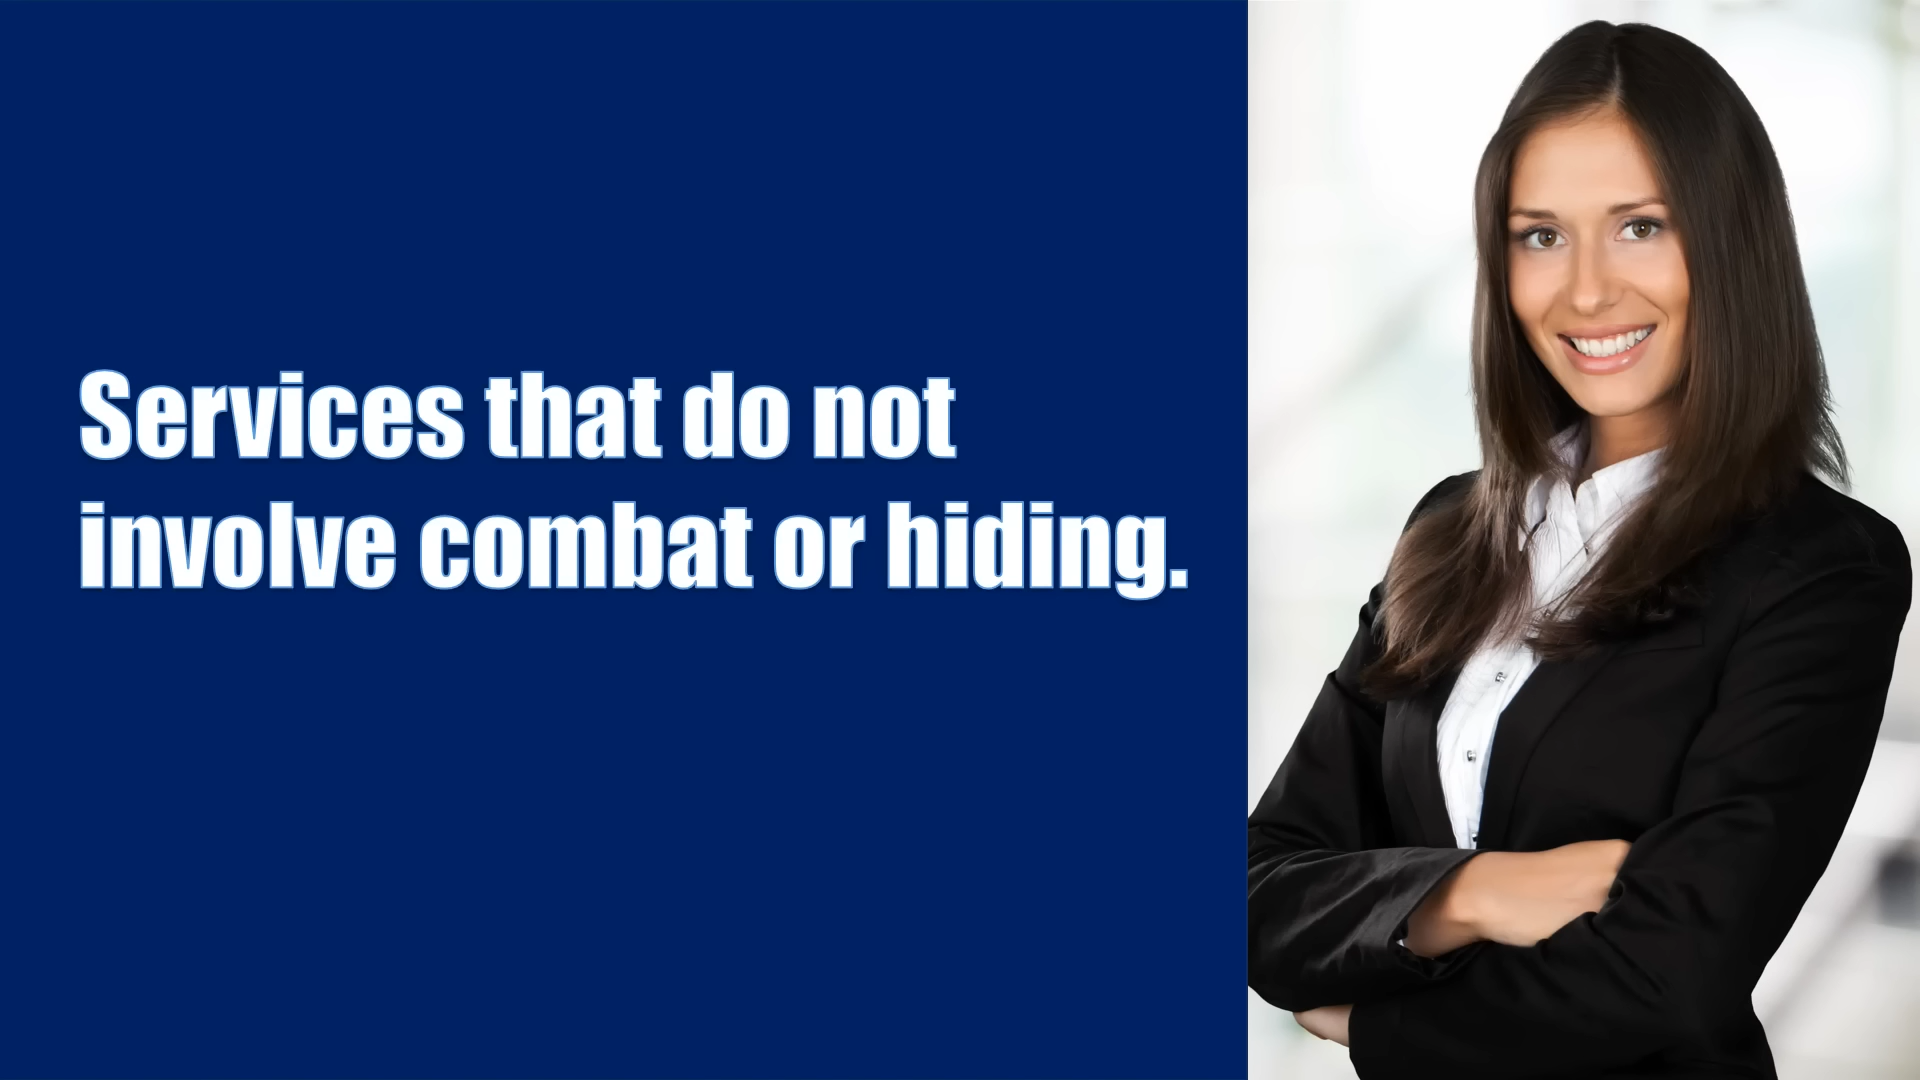 Services that do not
involve combat or hiding.